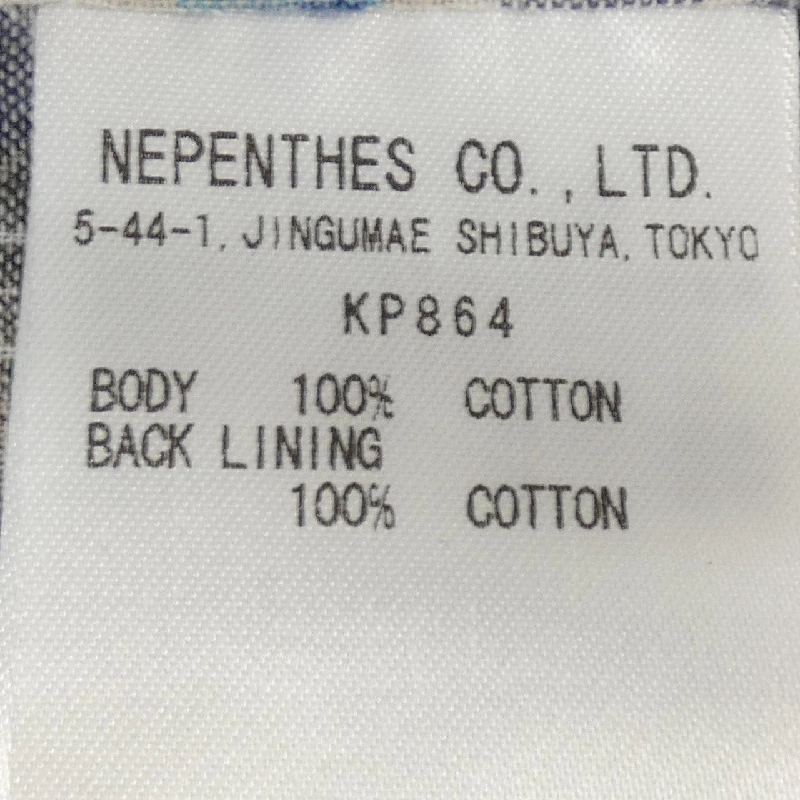 NEPENTHES CO.,LTD.
5-44-1, JINGUMAE SHIBUYA, TOKYO
KP864
BODY 100% COTTON
BACK LINING
100% COTTON